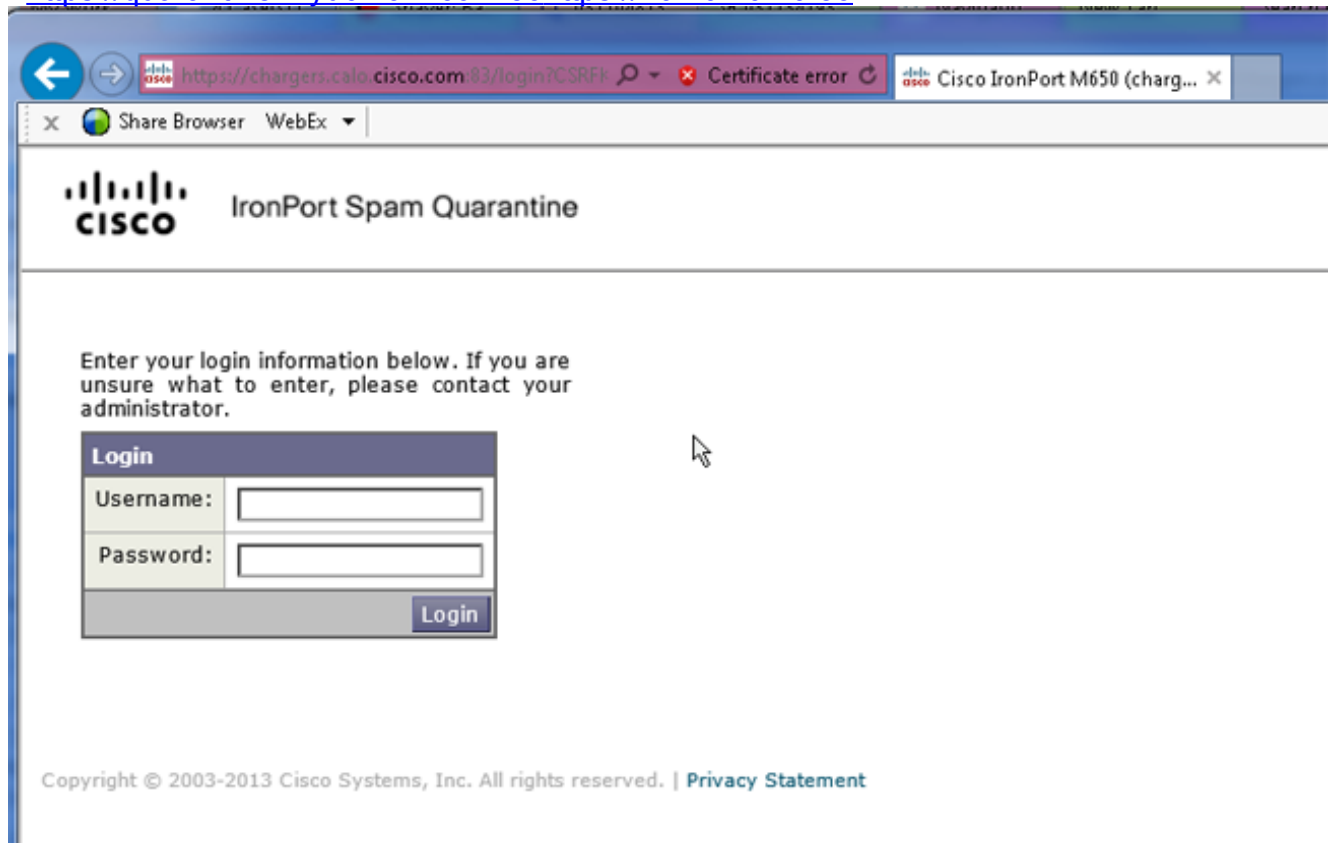 https://chargers.calo.cisco.com:83/login?CSRF
Certificate error
Cisco IronPort M650 (charg...
Share Browser WebEx
CISCO
IronPort Spam Quarantine
Enter your login information below. If you are
unsure what to enter, please contact your
administrator.
Login
Username:
Password:
Login
Copyright © 2003-2013 Cisco Systems, Inc. All rights reserved. | Privacy Statement